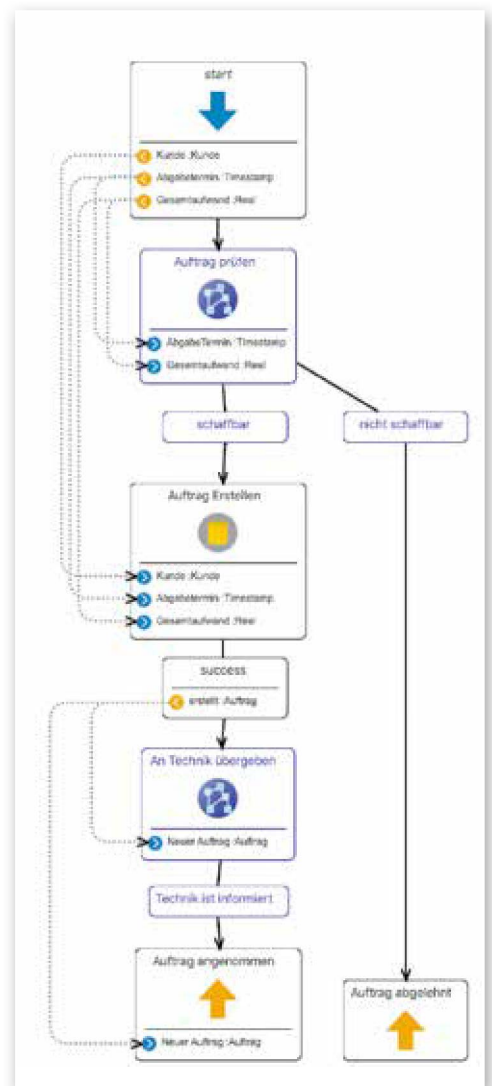 start
Kunde :Kunde
Abgabetermin :Timestamp
Gesamtaufwand :Real
Auftrag prüfen
AbgabeTermin :Timestamp
Gesamtaufwand :Real
schaffbar
nicht schaffbar
Auftrag Erstellen
Kunde :Kunde
Abgabetermin :Timestamp
Gesamtaufwand :Real
success
erstellt :Auftrag
An Technik übergeben
Neuer Auftrag :Auftrag
Technik ist informiert
Auftrag angenommen
Neuer Auftrag :Auftrag
Auftrag abgelehnt